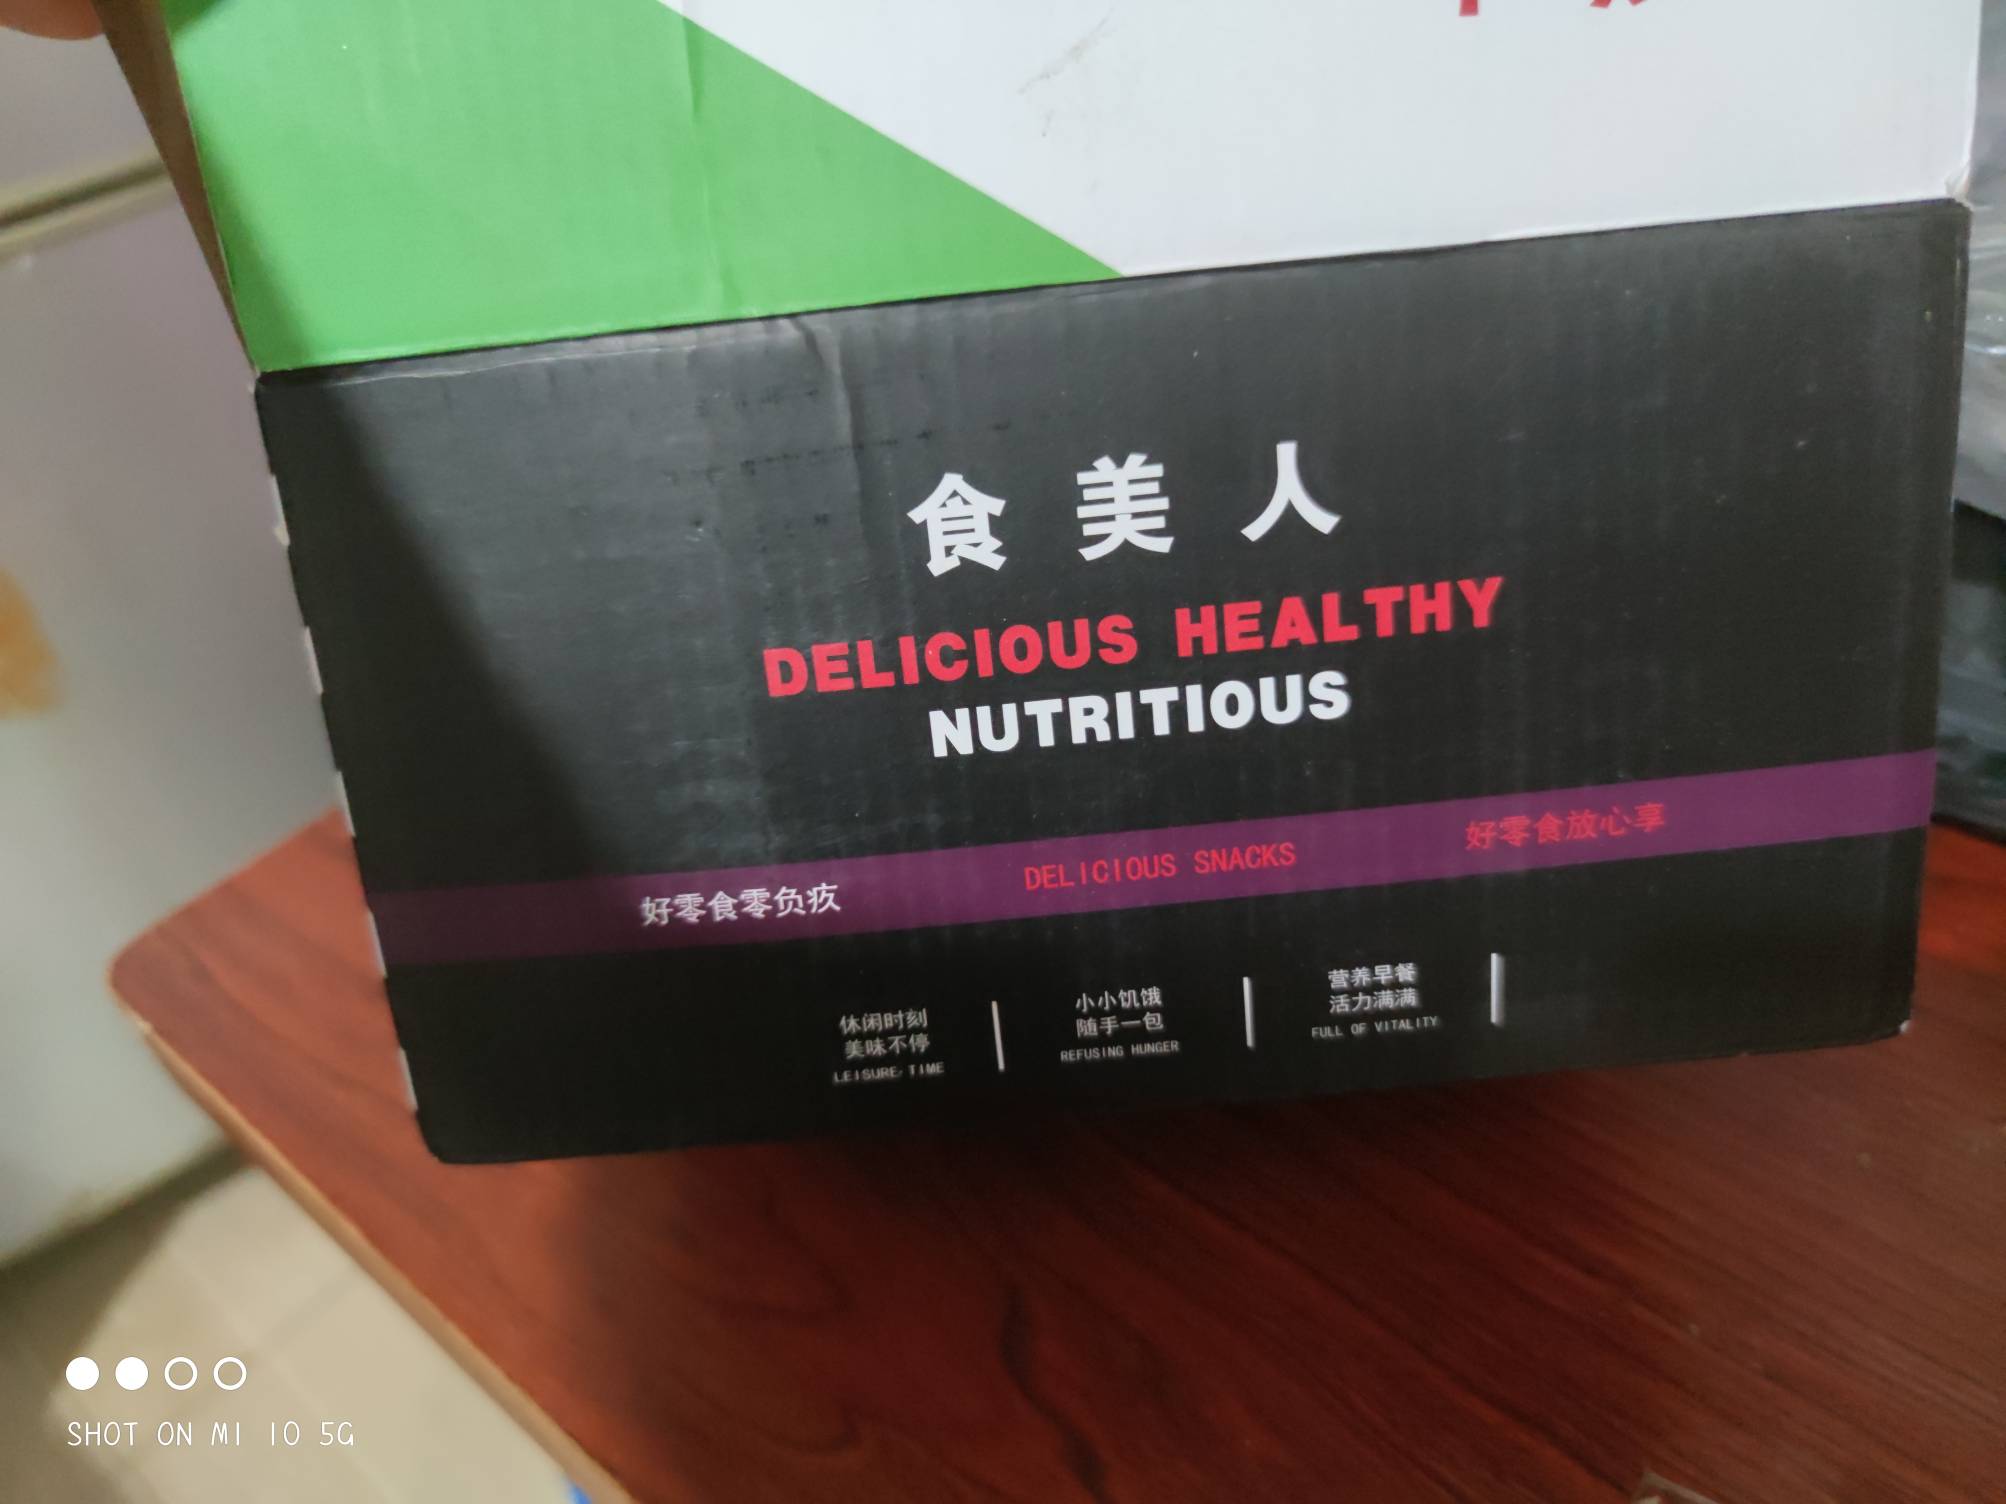 食美人
DELICIOUS HEALTHY
NUTRITIOUS
好零食零负疚 DELICIOUS SNACKS 好零食放心享
休闲时刻
美味不停
LEISURE TIME
小小饥饿
随手一包
REFUSING HUNGER
营养早餐
活力满满
FULL OF VITALITY
SHOT ON MI 10 5G